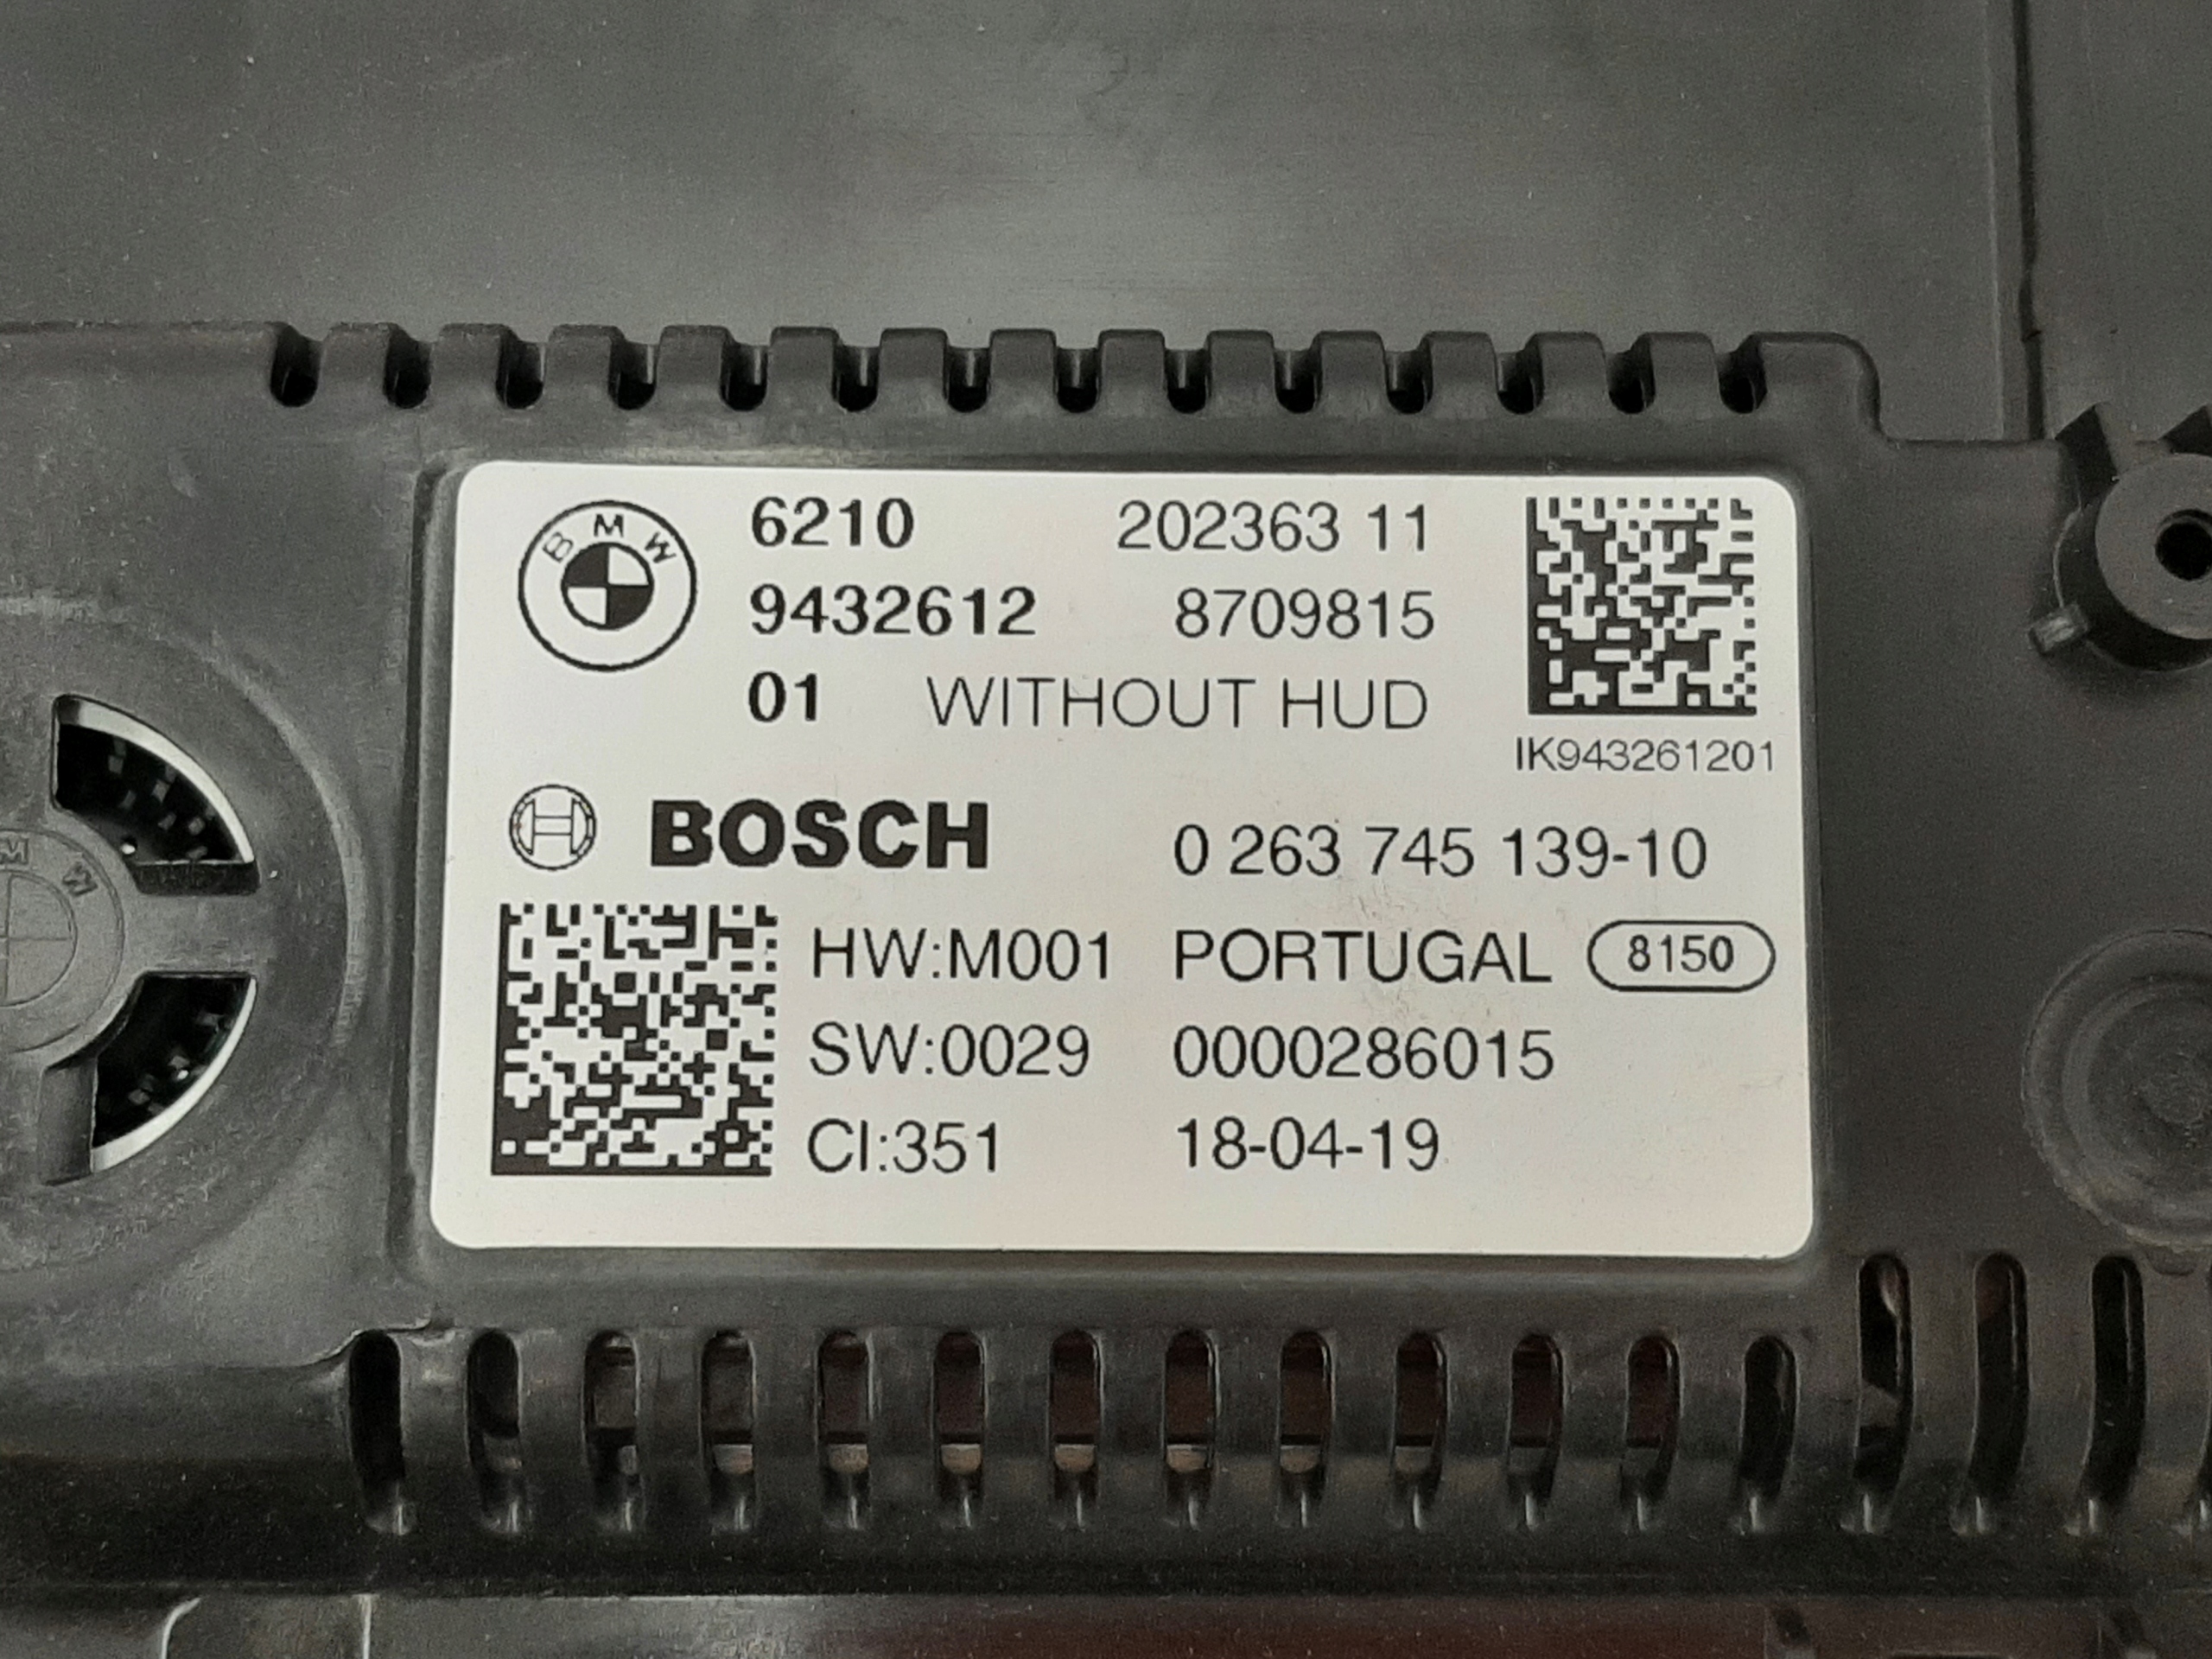 BMW 6210 202363 11
9432612 8709815
01 WITHOUT HUD
IK943261201
BOSCH 0 263 745 139-10
HW:M001 PORTUGAL 8150
SW:0029 0000286015
CI:351 18-04-19
M W